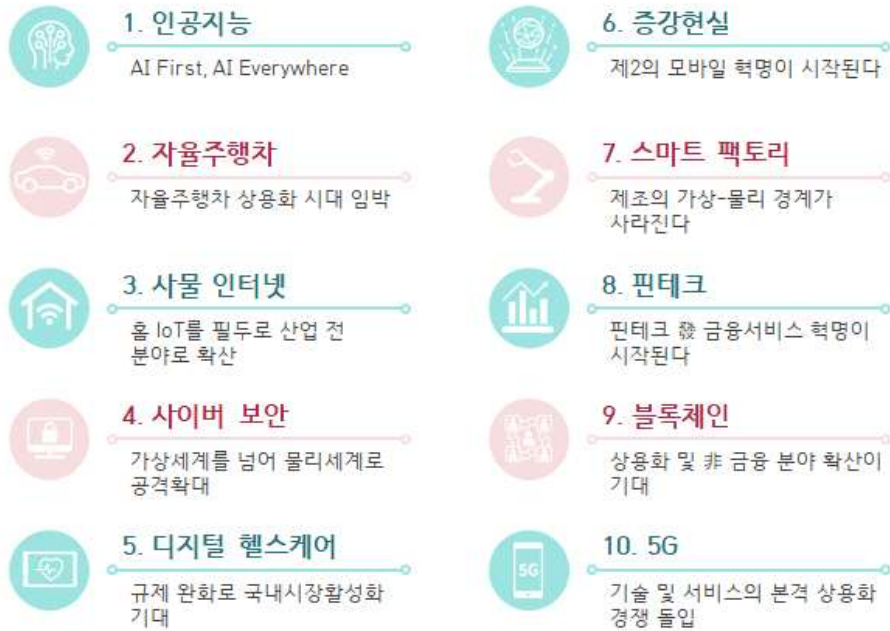 1. 인공지능
AI First, AI Everywhere
2. 자율주행차
자율주행차 상용화 시대 임박
3. 사물 인터넷
홈 IoT를 필두로 산업 전
분야로 확산
4. 사이버 보안
가상세계를 넘어 물리세계로
공격확대
5. 디지털 헬스케어
규제 완화로 국내시장활성화
기대
6. 증강현실
제2의 모바일 혁명이 시작된다
7. 스마트 팩토리
제조의 가상-물리 경계가
사라진다
8. 핀테크
핀테크 發 금융서비스 혁명이
시작된다
9. 블록체인
상용화 및 非 금융 분야 확산이
기대
10. 5G
5G
기술 및 서비스의 본격 상용화
경쟁 돌입